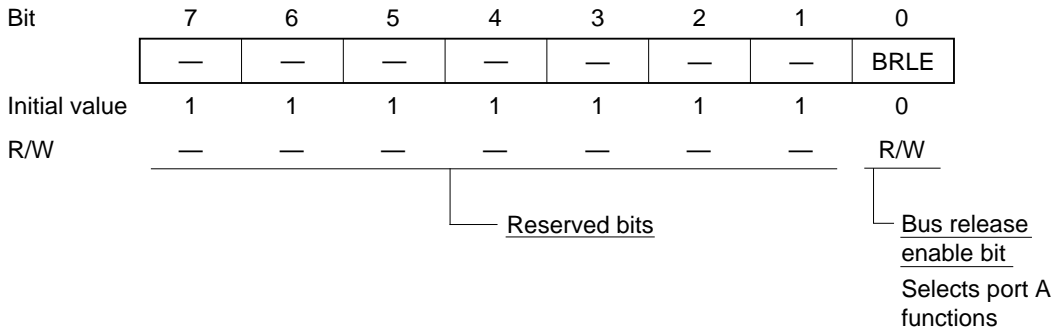 Bit 7 6 5 4 3 2 1 0
— — — — — — — BRLE
Initial value 1 1 1 1 1 1 1 0
R/W — — — — — — — R/W
Reserved bits
Bus release
enable bit
Selects port A
functions